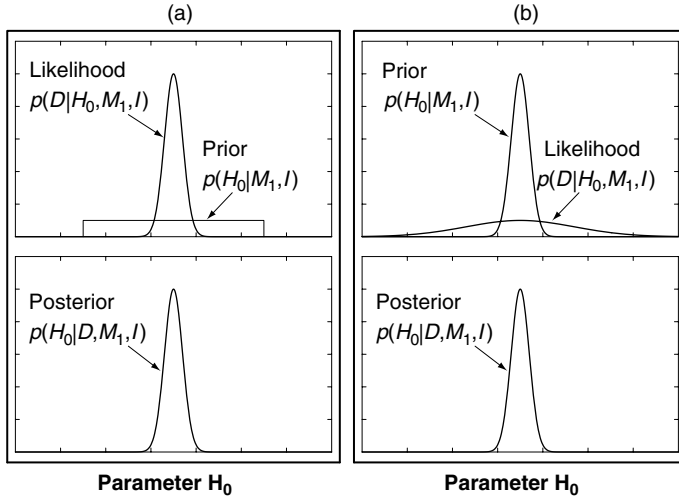 (a)
Likelihood
p(D|H₀,M₁,I)
Prior
p(H₀|M₁,I)
Posterior
p(H₀|D,M₁,I)
Parameter H₀
(b)
Prior
p(H₀|M₁,I)
Likelihood
p(D|H₀,M₁,I)
Posterior
p(H₀|D,M₁,I)
Parameter H₀